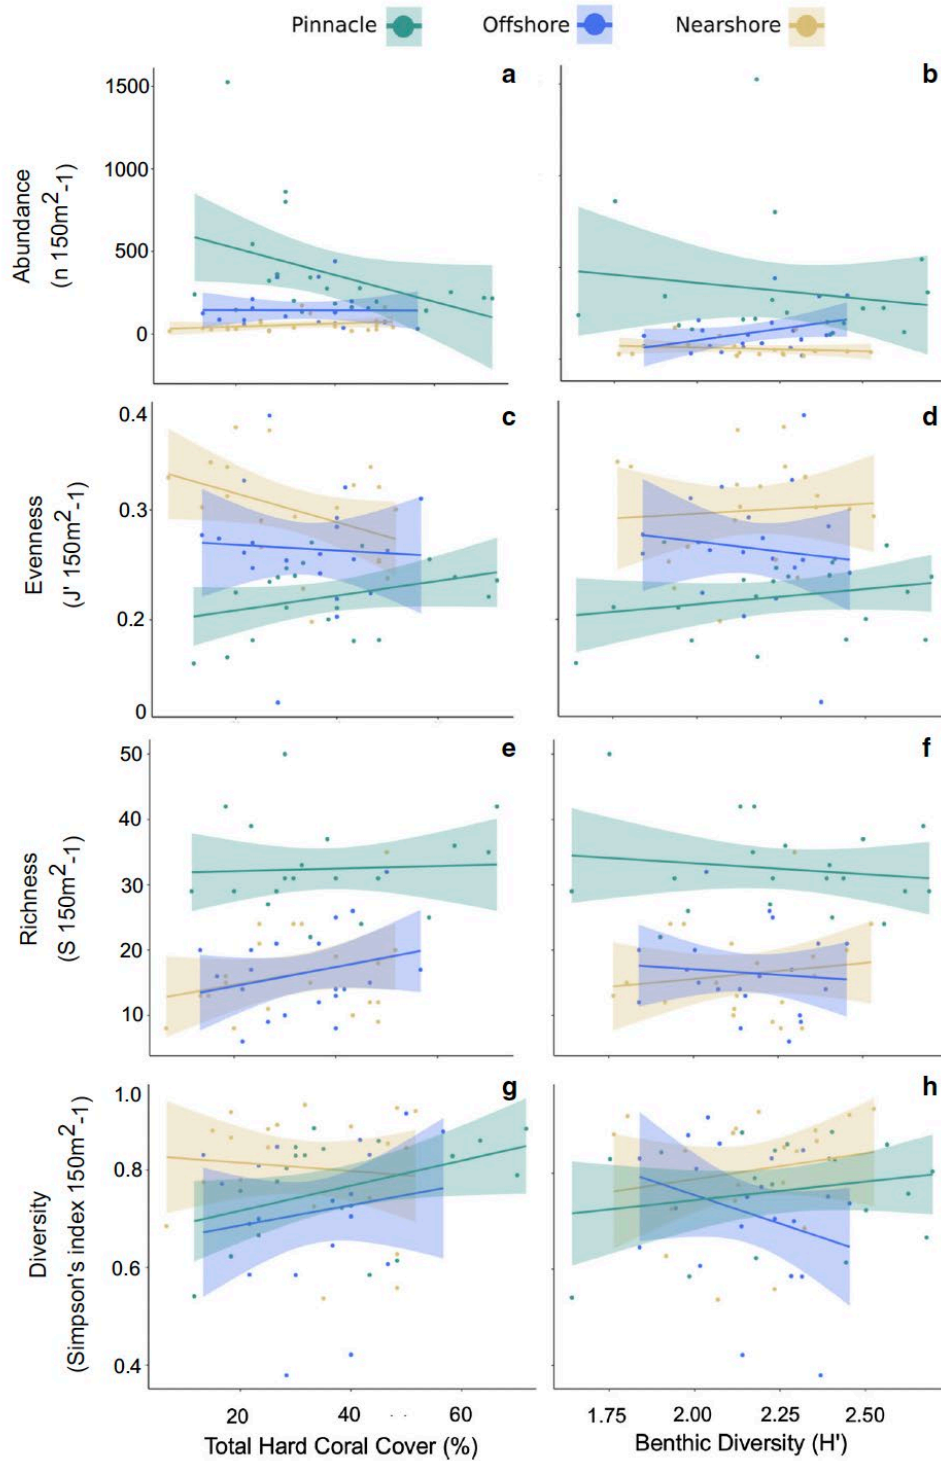 Pinnacle Offshore Nearshore
a
b
1500
1000
500
0
Abundance
(n 150m²-1)
c
d
0.4
0.3
0.2
0
Evenness
(J' 150m²-1)
e
f
50
40
30
20
10
Richness
(S 150m²-1)
g
h
1.0
0.8
0.6
0.4
Diversity
(Simpson's index 150m²-1)
20 40 60
1.75 2.00 2.25 2.50
Total Hard Coral Cover (%)
Benthic Diversity (H')